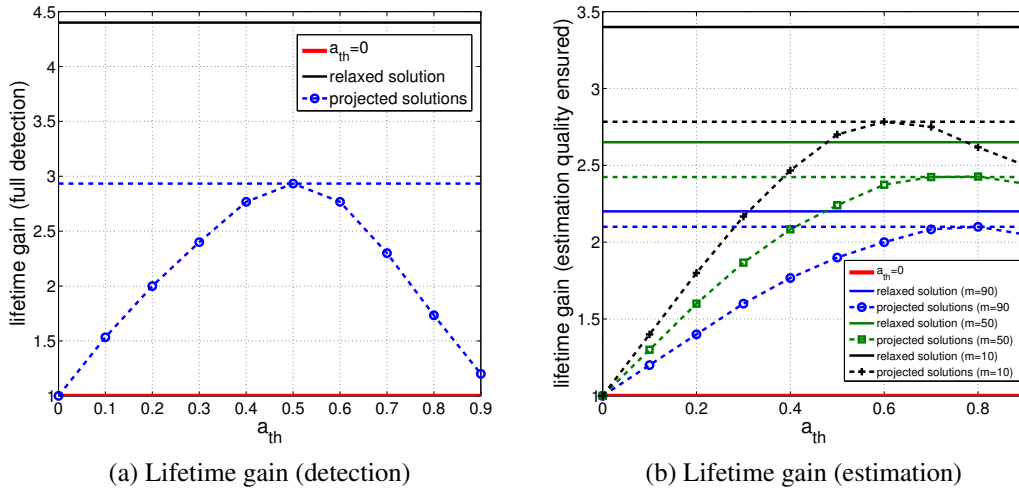 4.5
4
3.5
3
2.5
2
1.5
1
0 0.1 0.2 0.3 0.4 0.5 0.6 0.7 0.8 0.9
lifetime gain (full detection)
a_th
a_th=0
relaxed solution
projected solutions
(a) Lifetime gain (detection)
3.5
3
2.5
2
1.5
1
0 0.2 0.4 0.6 0.8
lifetime gain (estimation quality ensured)
a_th
a_th=0
relaxed solution (m=90)
projected solutions (m=90
relaxed solution (m=50)
projected solutions (m=50)
relaxed solution (m=10)
projected solutions (m=10)
(b) Lifetime gain (estimation)